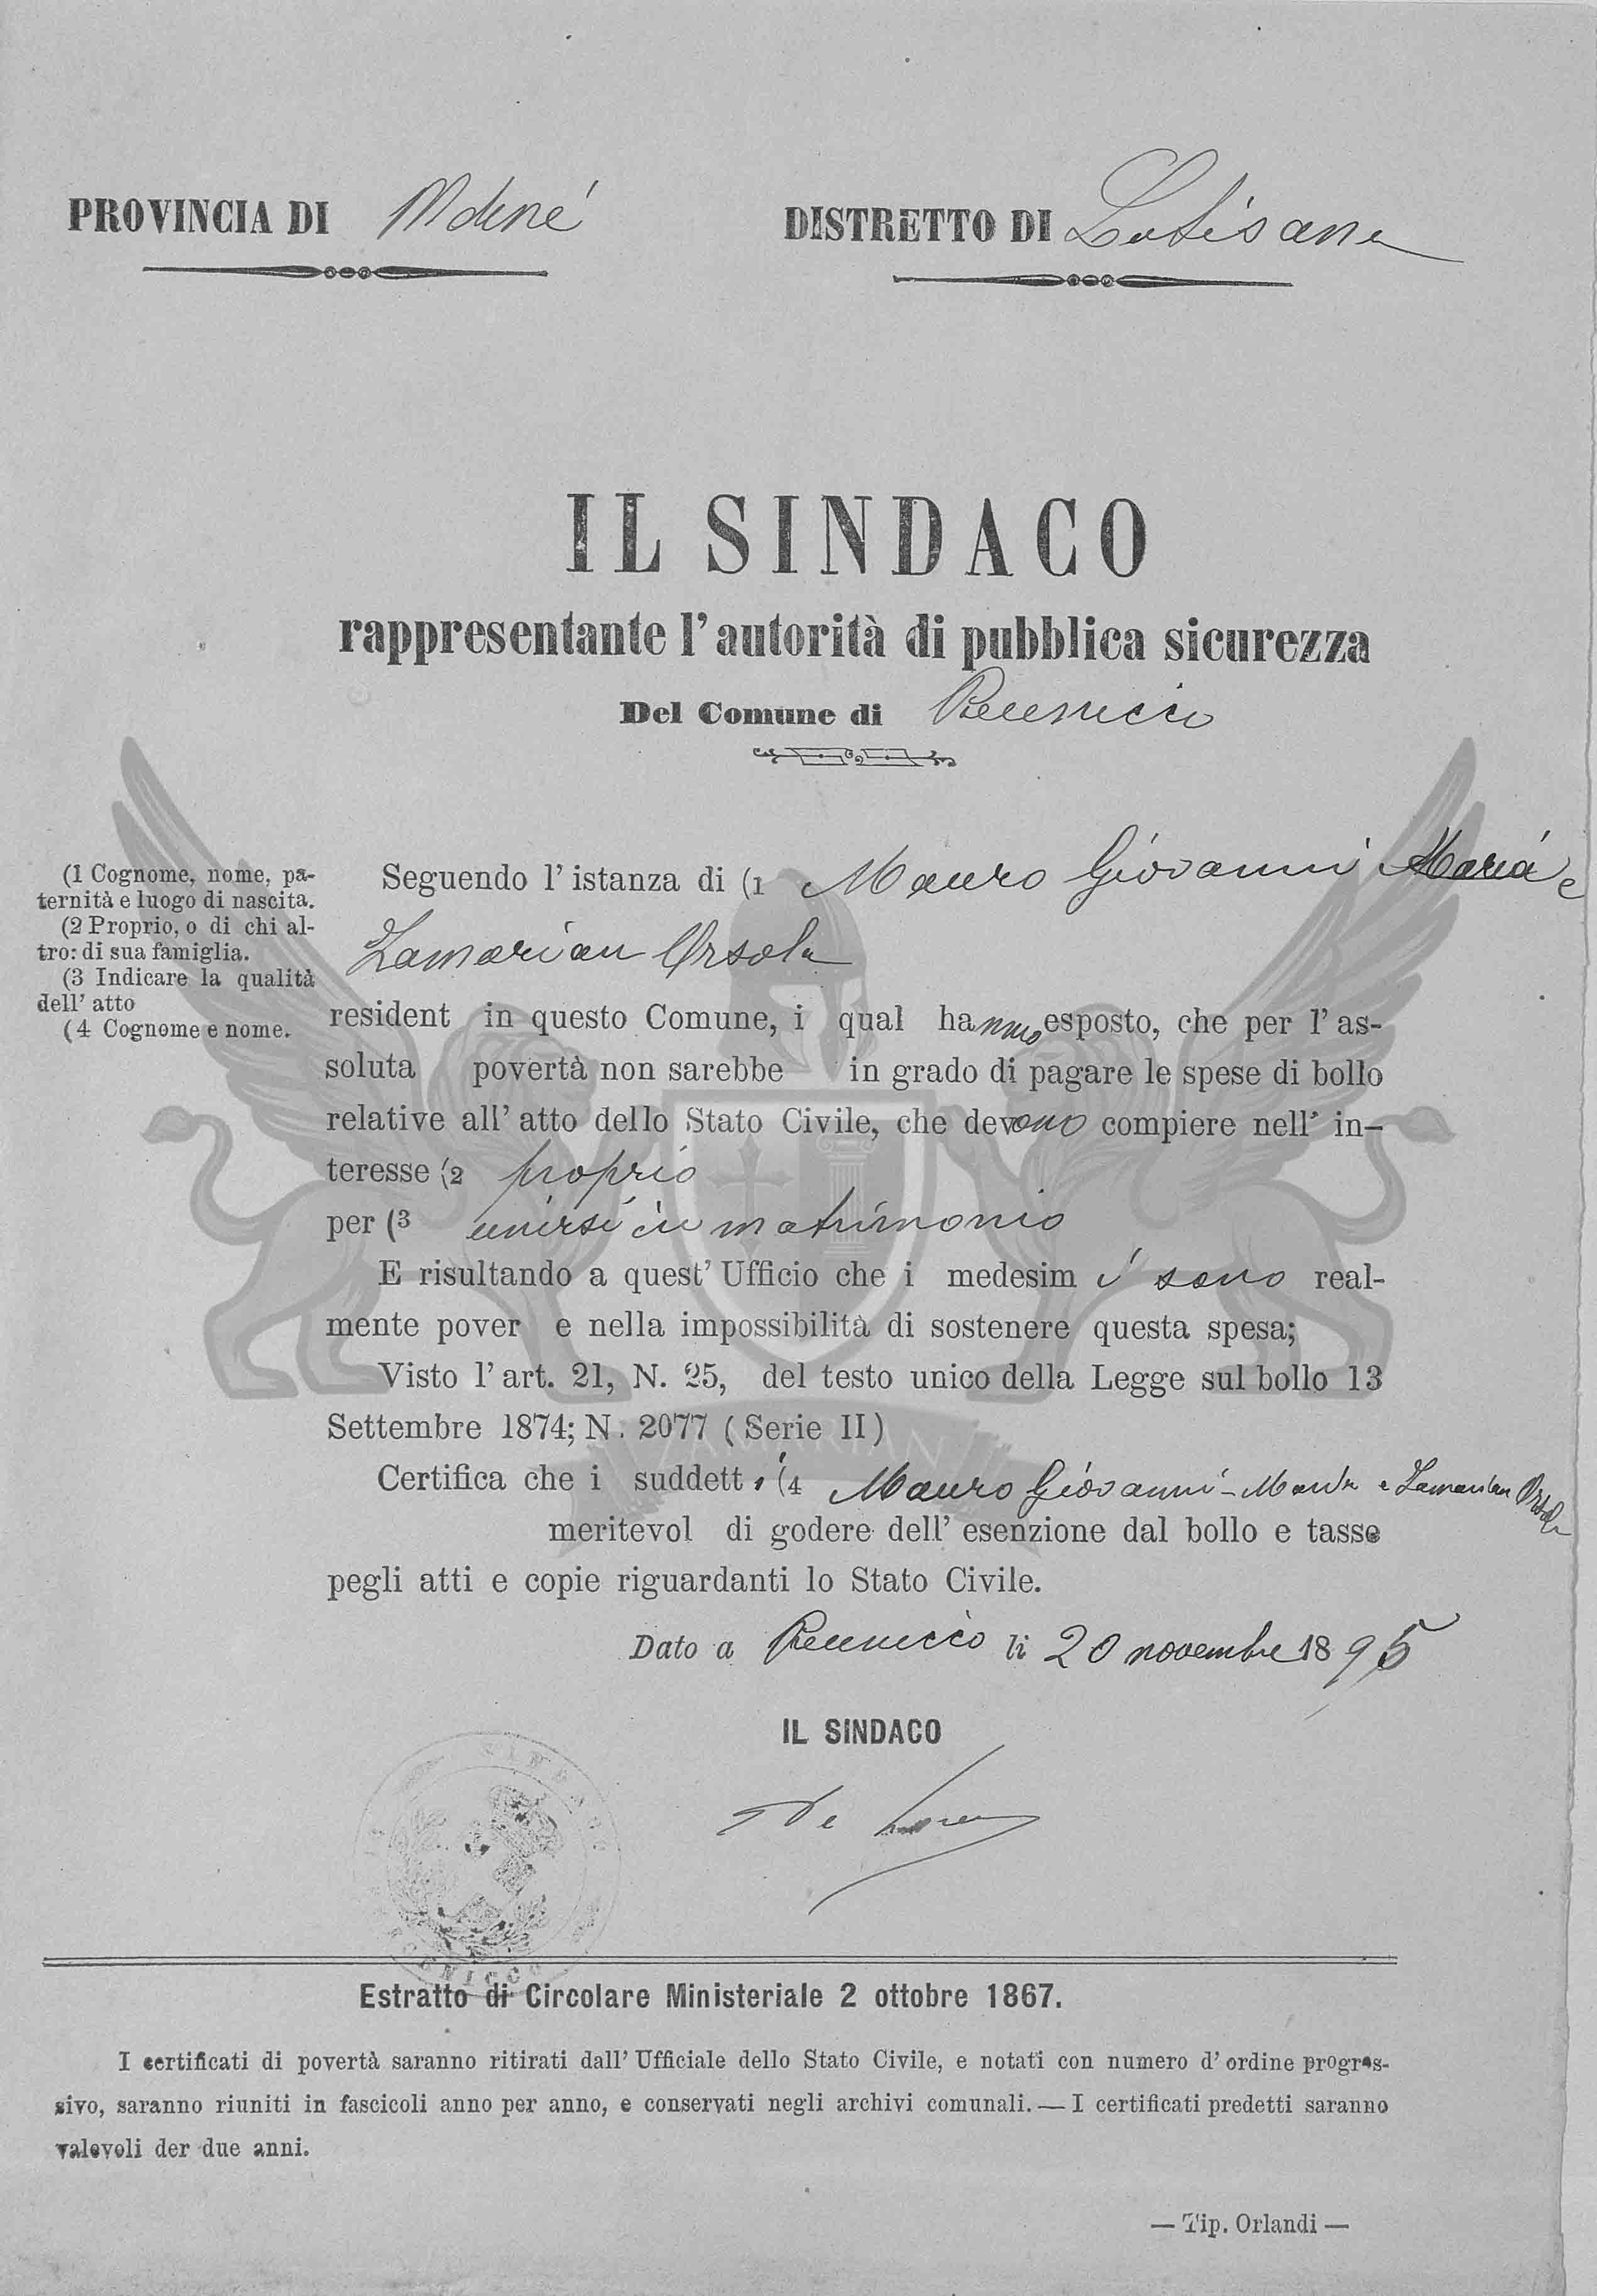 PROVINCIA DI Udine
DISTRETTO DI Latisana
IL SINDACO
rappresentante l'autorità di pubblica sicurezza
Del Comune di Precenicco
(1 Cognome, nome, pa-
ternità e luogo di nascita.
(2 Proprio, o di chi al-
tro: di sua famiglia.
(3 Indicare la qualità
dell' atto
(4 Cognome e nome.
Seguendo l' istanza di (1 Mauro Giovanni Maria e
Zamarian Orsola
resident in questo Comune, i qual hanno esposto, che per l' as-
soluta povertà non sarebbe in grado di pagare le spese di bollo
relative all' atto dello Stato Civile, che devono compiere nell' in-
teresse (2 proprio
per (3 unirsi in matrimonio
E risultando a quest' Ufficio che i medesim i sono real-
mente pover e nella impossibilità di sostenere questa spesa;
Visto l' art. 21, N. 25, del testo unico della Legge sul bollo 13
Settembre 1874; N. 2077 ( Serie II )
Certifica che i suddett i (4 Mauro Giovanni-Maria e Zamarian Orsola
meritevol di godere dell' esenzione dal bollo e tasse
pegli atti e copie riguardanti lo Stato Civile.
Dato a Precenicco li 20 novembre 1895
IL SINDACO
De
Estratto di Circolare Ministeriale 2 ottobre 1867.
I certificati di povertà saranno ritirati dall' Ufficiale dello Stato Civile, e notati con numero d' ordine progres-
sivo, saranno riuniti in fascicoli anno per anno, e conservati negli archivi comunali. — I certificati predetti saranno
valevoli der due anni.
— Tip. Orlandi —